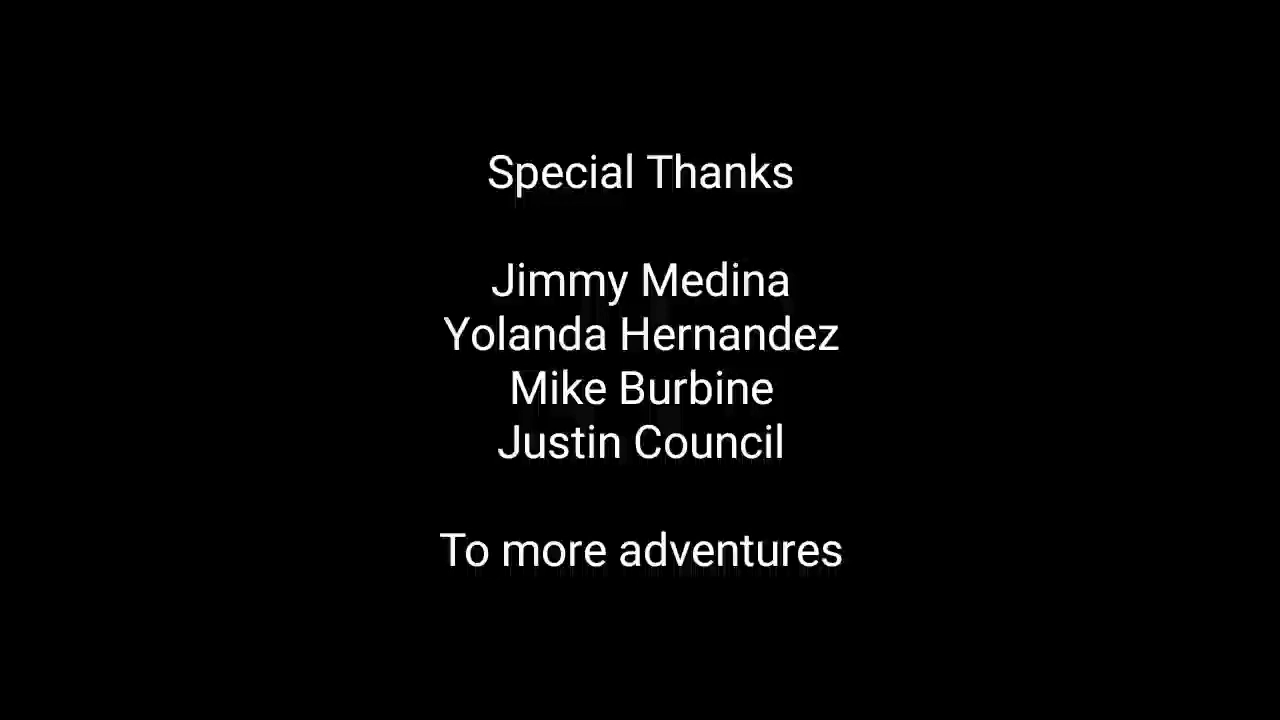 Special Thanks
Jimmy Medina
Yolanda Hernandez
Mike Burbine
Justin Council
To more adventures